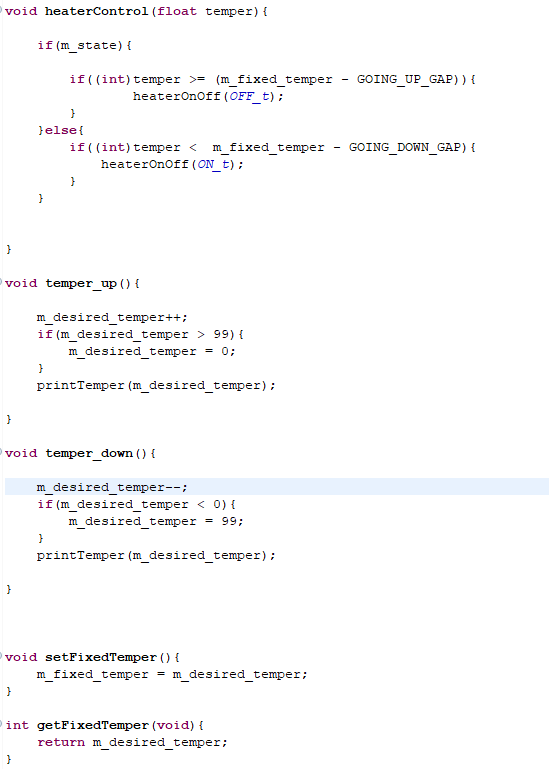 void heaterControl(float temper){
if(m_state){
if((int)temper >= (m_fixed_temper - GOING_UP_GAP)){
heaterOnOff(OFF_t);
}
}else{
if((int)temper <  m_fixed_temper - GOING_DOWN_GAP){
heaterOnOff(ON_t);
}
}
}
void temper_up(){
m_desired_temper++;
if(m_desired_temper > 99){
m_desired_temper = 0;
}
printTemper(m_desired_temper);
}
void temper_down(){
m_desired_temper--;
if(m_desired_temper < 0){
m_desired_temper = 99;
}
printTemper(m_desired_temper);
}
void setFixedTemper(){
m_fixed_temper = m_desired_temper;
}
int getFixedTemper(void){
return m_desired_temper;
}